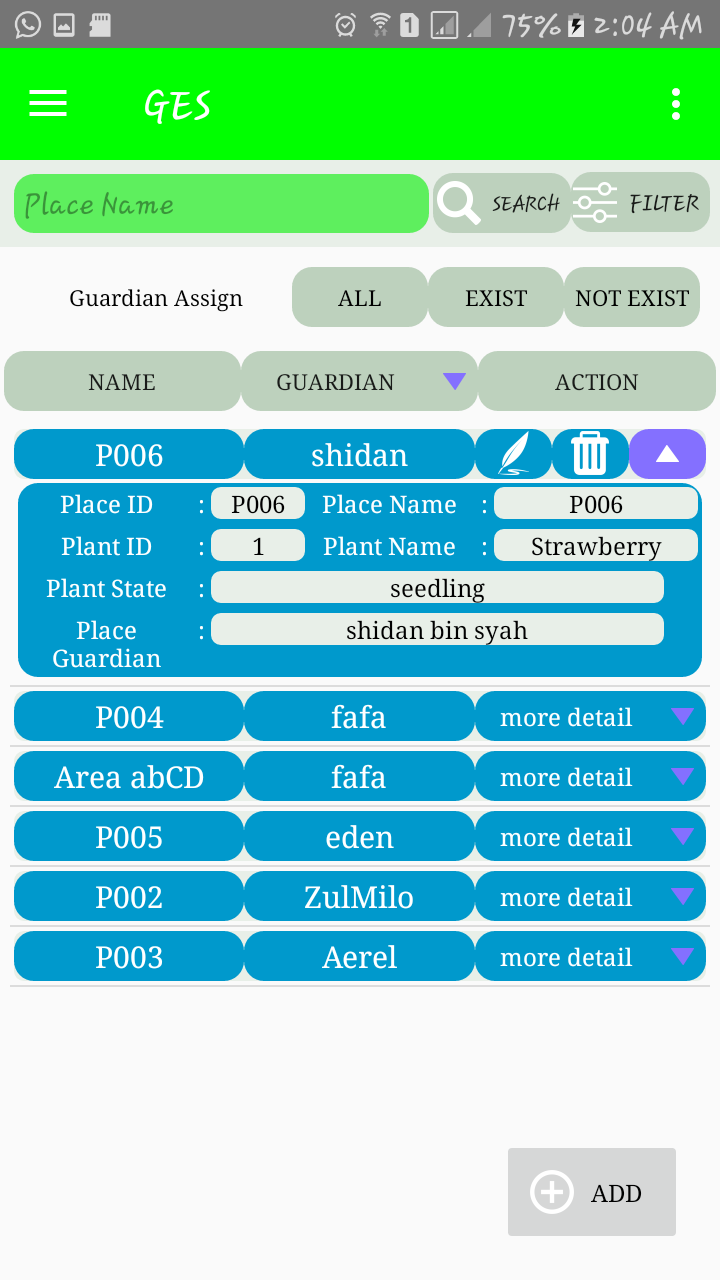 1 75% 2:04 AM
GES
Place Name SEARCH FILTER
Guardian Assign ALL EXIST NOT EXIST
NAME GUARDIAN ACTION
P006 shidan
Place ID : P006 Place Name : P006
Plant ID : 1 Plant Name : Strawberry
Plant State : seedling
Place Guardian : shidan bin syah
P004 fafa more detail
Area abCD fafa more detail
P005 eden more detail
P002 ZulMilo more detail
P003 Aerel more detail
ADD